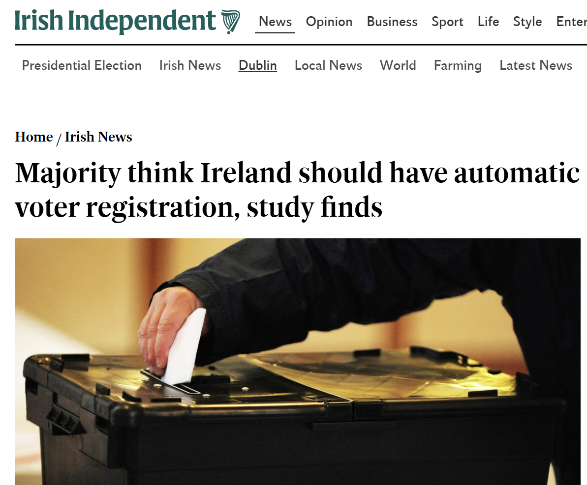 Irish Independent News Opinion Business Sport Life Style Enter
Presidential Election Irish News Dublin Local News World Farming Latest News
Home / Irish News
Majority think Ireland should have automatic
voter registration, study finds